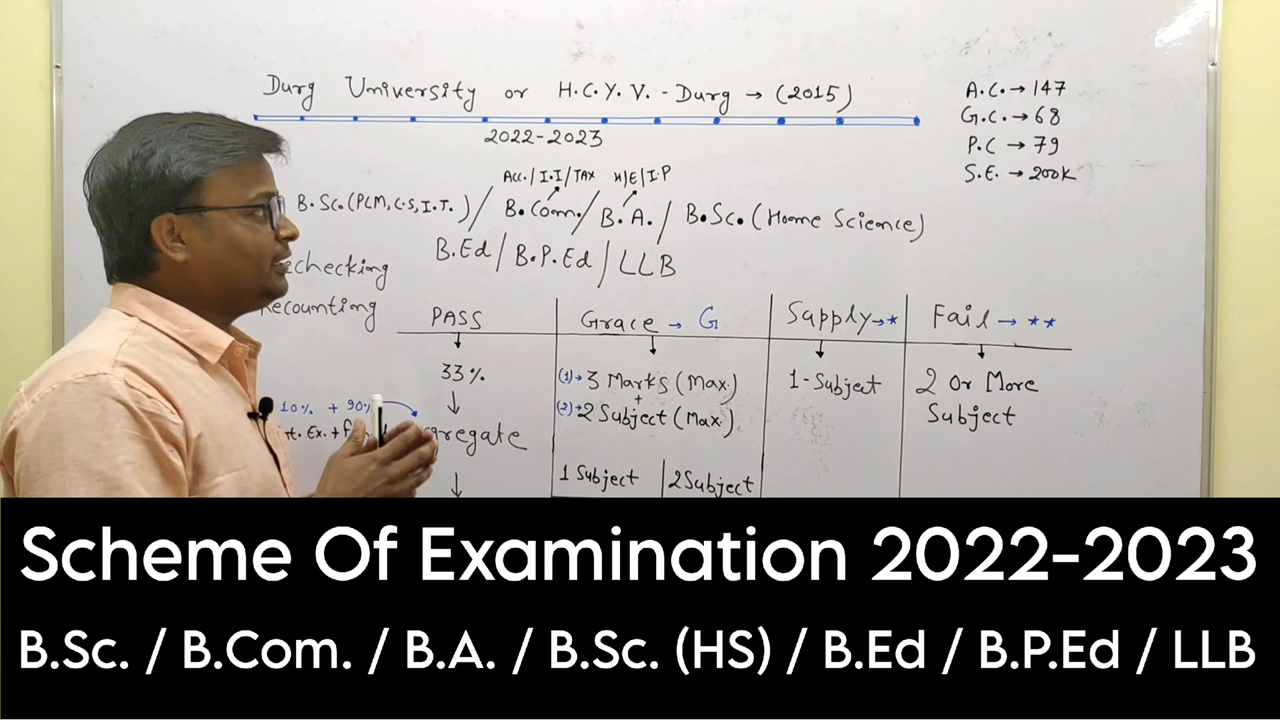 Durg University or H.C.Y.V.-Durg → (2015)
2022-2023
A.C. → 147
G.C. → 68
P.C → 79
S.E. → 200K
Acc./I.I/TAX H/E/I.P
B.Sc.(PCM,C.S,I.T.) / B.Com. / B.A. / B.Sc.(Home Science)
B.Ed / B.P.Ed / LLB
echecking
ecounting
PASS Grace → G Supply → * Fail → **
33%
(1)→ 3 Marks (Max)
+
(2)→ 2 Subject (Max.)
1-Subject
2 Or More
Subject
10% + 90%
t. Ex. + F
gregate
1 Subject 2 Subject
Scheme Of Examination 2022-2023
B.Sc. / B.Com. / B.A. / B.Sc. (HS) / B.Ed / B.P.Ed / LLB